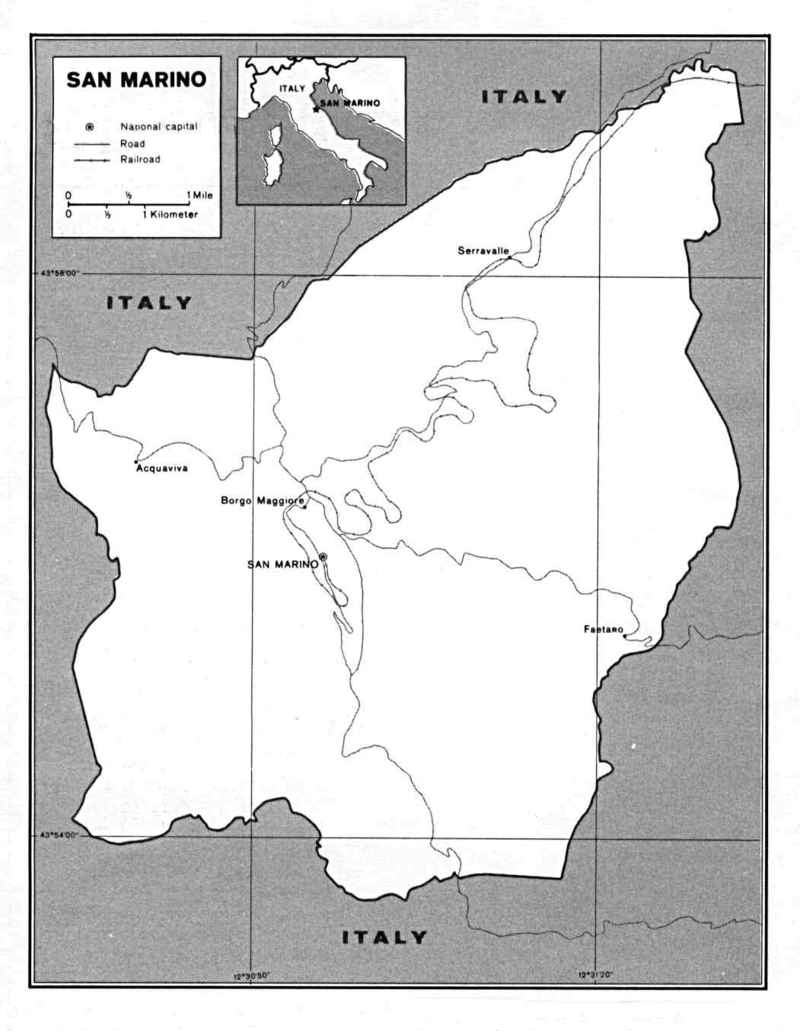 SAN MARINO
National capital
Road
Railroad
0 ½ 1 Mile
0 ½ 1 Kilometer
ITALY
SAN MARINO
ITALY
43°58'00"
ITALY
Serravalle
Acquaviva
Borgo Maggiore
SAN MARINO
Faetano
43°54'00"
ITALY
12°30'50"
12°31'20"